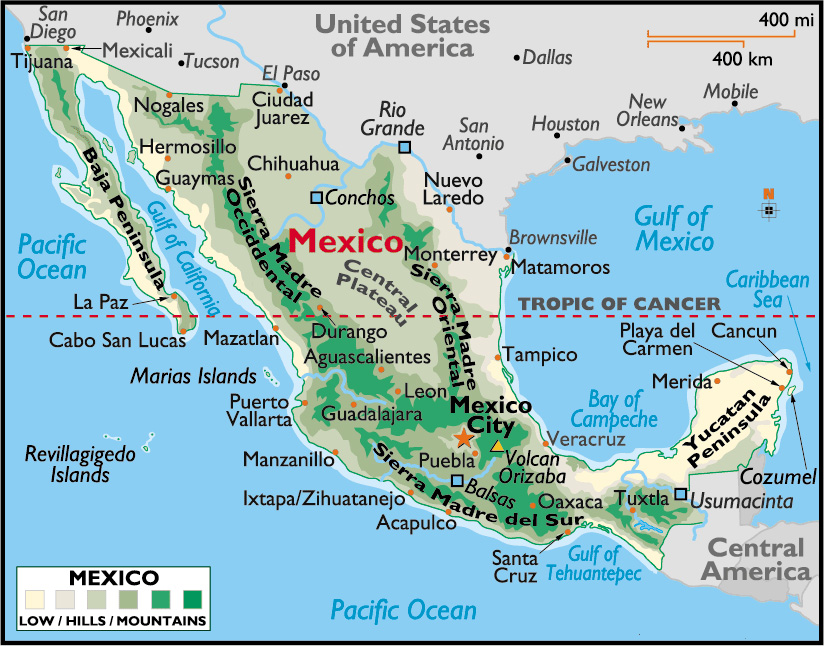 San
Diego
Phoenix
United States
of America
400 mi
400 km
Tijuana
Mexicali
Tucson
El Paso
Dallas
Nogales
Ciudad
Juarez
Rio
Grande
New
Orleans
Mobile
Houston
San
Antonio
Galveston
Hermosillo
Chihuahua
Guaymas
Nuevo
Laredo
Conchos
N
Baja Peninsula
Gulf of California
Sierra Madre
Occiddental
Mexico
Central
Plateau
Monterrey
Brownsville
Matamoros
Gulf of
Mexico
Pacific
Ocean
Caribbean
Sea
La Paz
Sierra Madre
Oriental
TROPIC OF CANCER
Cabo San Lucas
Mazatlan
Durango
Playa del
Carmen
Cancun
Aguascalientes
Tampico
Marias Islands
Merida
Leon
Mexico
City
Bay of
Campeche
Yucatan
Peninsula
Puerto
Vallarta
Guadalajara
Veracruz
Revillagigedo
Islands
Manzanillo
Puebla
Volcan
Orizaba
Cozumel
Sierra Madre del Sur
Balsas
Ixtapa/Zihuatanejo
Oaxaca
Tuxtla
Usumacinta
Acapulco
Santa
Cruz
Gulf of
Tehuantepec
Central
America
MEXICO
LOW / HILLS / MOUNTAINS
Pacific Ocean